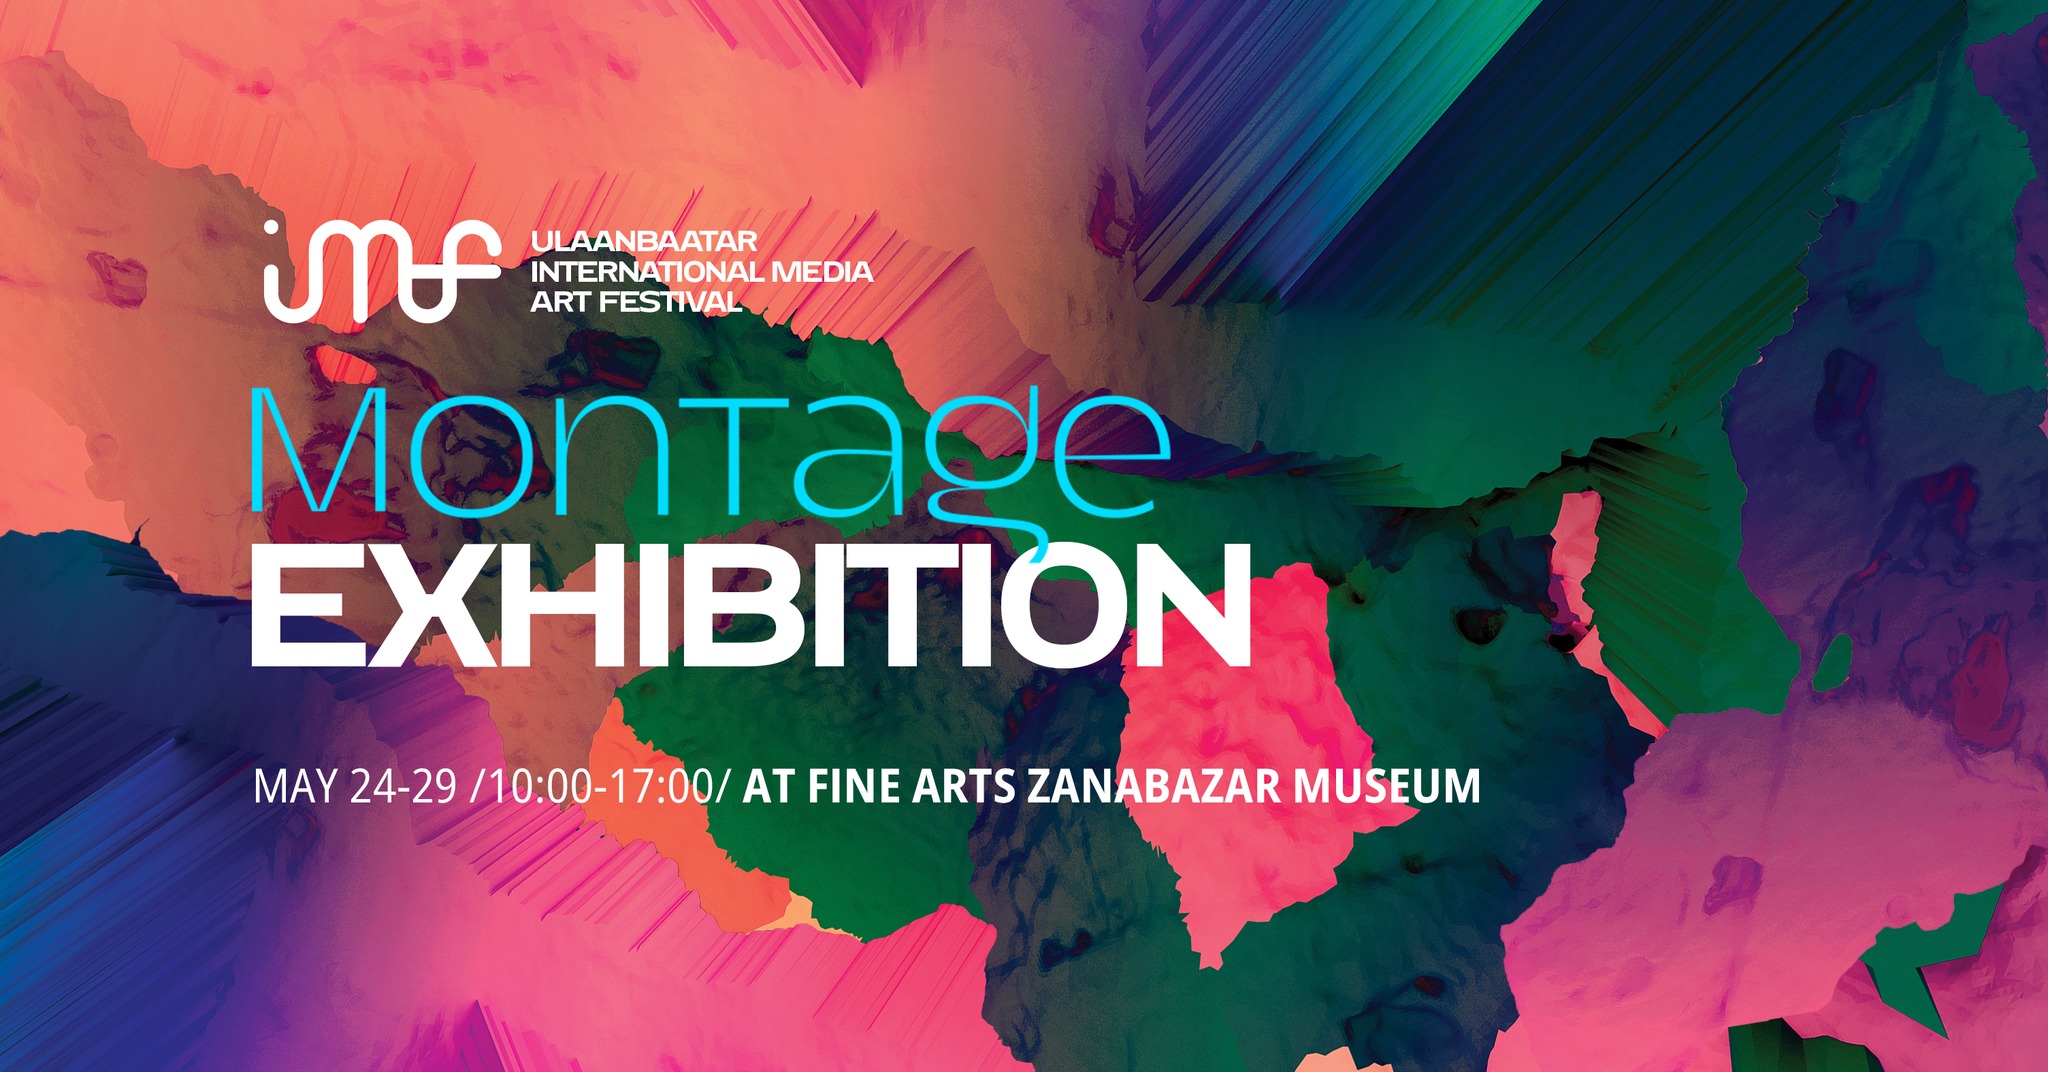 imf
ULAANBAATAR
INTERNATIONAL MEDIA
ART FESTIVAL
Montage
EXHIBITION
MAY 24-29 /10:00-17:00/ AT FINE ARTS ZANABAZAR MUSEUM